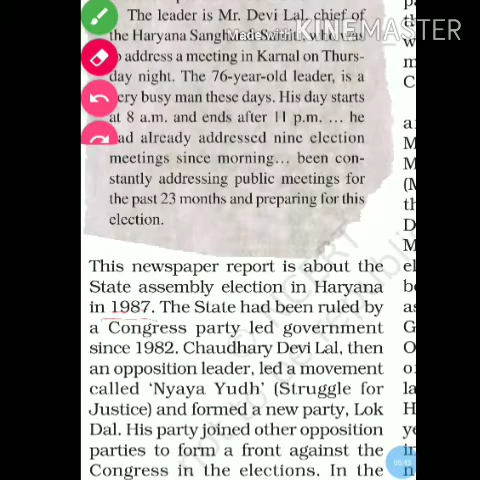 The leader is Mr. Devi Lal, chief of
the Haryana Sangharsh Samiti, who
address a meeting in Karnal on Thurs-
day night. The 76-year-old leader, is a
very busy man these days. His day starts
at 8 a.m. and ends after 11 p.m. ... he
had already addressed nine election
meetings since morning... been con-
stantly addressing public meetings for
the past 23 months and preparing for this
election.
This newspaper report is about the
State assembly election in Haryana
in 1987. The State had been ruled by
a Congress party led government
since 1982. Chaudhary Devi Lal, then
an opposition leader, led a movement
called ‘Nyaya Yudh’ (Struggle for
Justice) and formed a new party, Lok
Dal. His party joined other opposition
parties to form a front against the
Congress in the elections. In the
Made with KINEMASTER